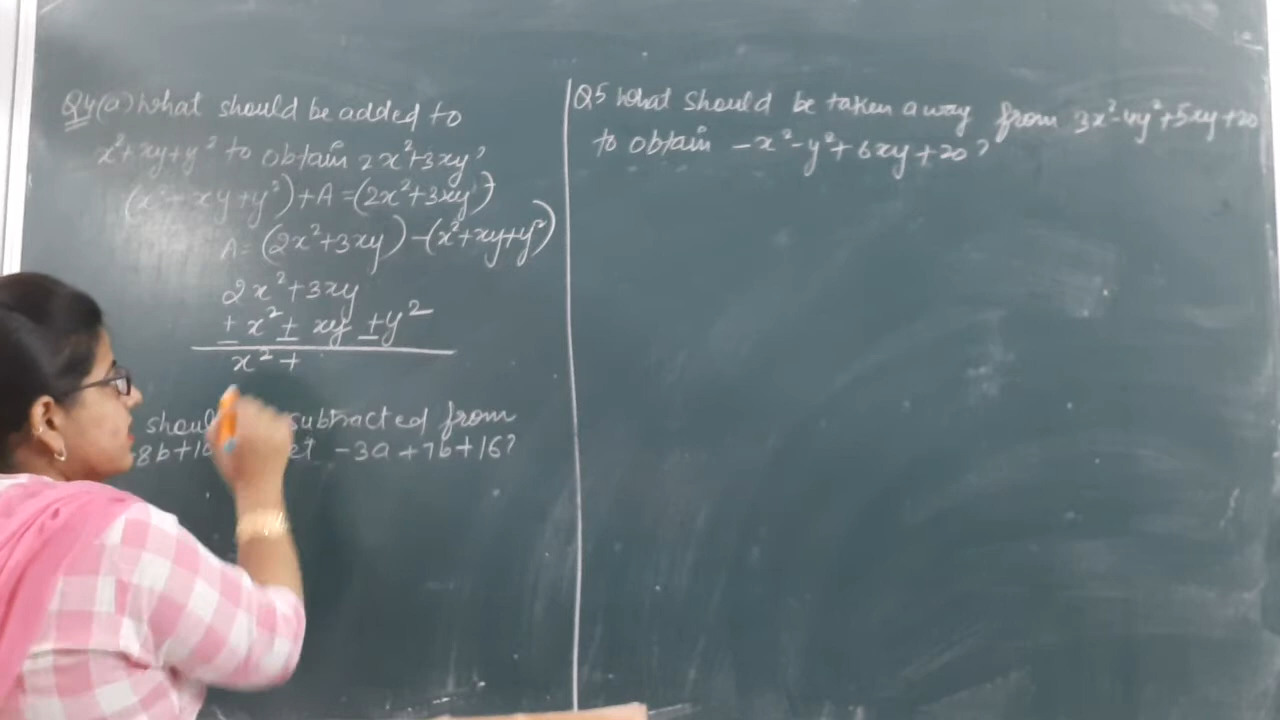 Q4(a) What should be added to
x²+xy+y² to obtain 2x²+3xy?
(x²+xy+y²)+A=(2x²+3xy)
A=(2x²+3xy)-(x²+xy+y²)
2x²+3xy
± x² ± xy ± y²
x² +
should subtracted from
8b+10 -3a+7b+16?
Q5 What should be taken away from 3x²-4y²+5xy+20
to obtain -x²-y²+6xy+20?